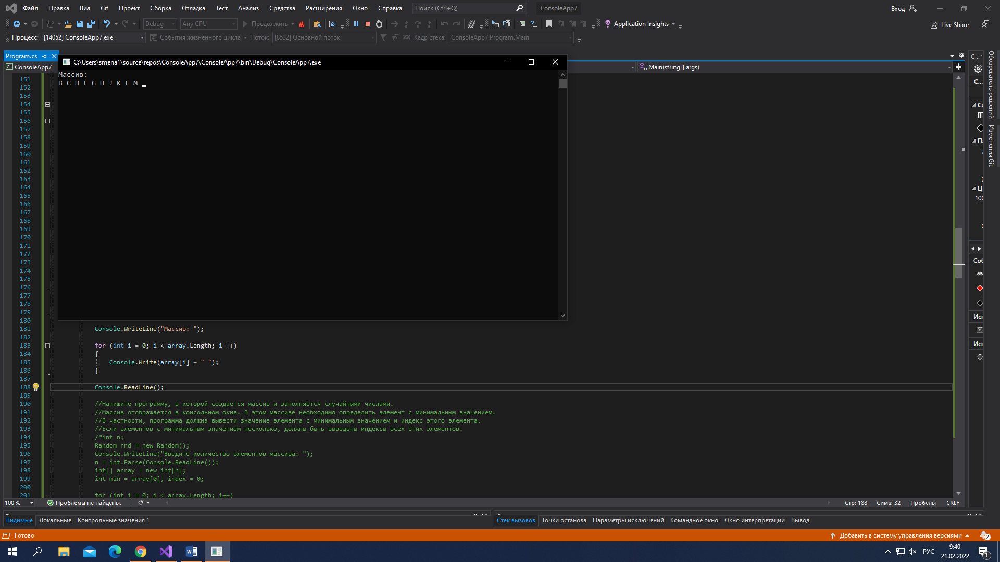 Файл Правка Вид Git Проект Сборка Отладка Тест Анализ Средства Расширения Окно Справка Поиск (Ctrl+Q) ConsoleApp7 Вход
Debug Any CPU Продолжить Application Insights Live Share
Процесс: [14052] ConsoleApp7.exe События жизненного цикла Поток: [8532] Основной поток Кадр стека: ConsoleApp7.Program.Main
Program.cs
C# ConsoleApp7 Main(string[] args)
C:\Users\smena1\source\repos\ConsoleApp7\ConsoleApp7\bin\Debug\ConsoleApp7.exe
Массив:
B C D F G H J K L M
151
152
153
154
155
156
157
158
159
160
161
162
163
164
165
166
167
168
169
170
171
172
173
174
175
176
177
178
179
180
181 Console.WriteLine("Массив: ");
182
183 for (int i = 0; i < array.Length; i ++)
184 {
185 Console.Write(array[i] + " ");
186 }
187
188 Console.ReadLine();
189
190 //Напишите программу, в которой создается массив и заполняется случайными числами.
191 //Массив отображается в консольном окне. В этом массиве необходимо определить элемент с минимальным значением.
192 //В частности, программа должна вывести значение элемента с минимальным значением и индекс этого элемента.
193 //Если элементов с минимальным значением несколько, должны быть выведены индексы всех этих элементов.
194 /*int n;
195 Random rnd = new Random();
196 Console.WriteLine("Введите количество элементов массива: ");
197 n = int.Parse(Console.ReadLine());
198 int[] array = new int[n];
199 int min = array[0], index = 0;
200
201 for (int i = 0; i < array.Length; i++)
С...
С...
100
Соб
Исп
Исп
Обозреватель решений
Изменения Git
100 % Проблемы не найдены. Стр: 188 Симв: 32 Пробелы CRLF
Видимые Локальные Контрольные значения 1 Стек вызовов Точки останова Параметры исключений Командное окно Окно интерпретации Вывод
Готово Добавить в систему управления версиями 2
РУС 9:40
21.02.2022 1